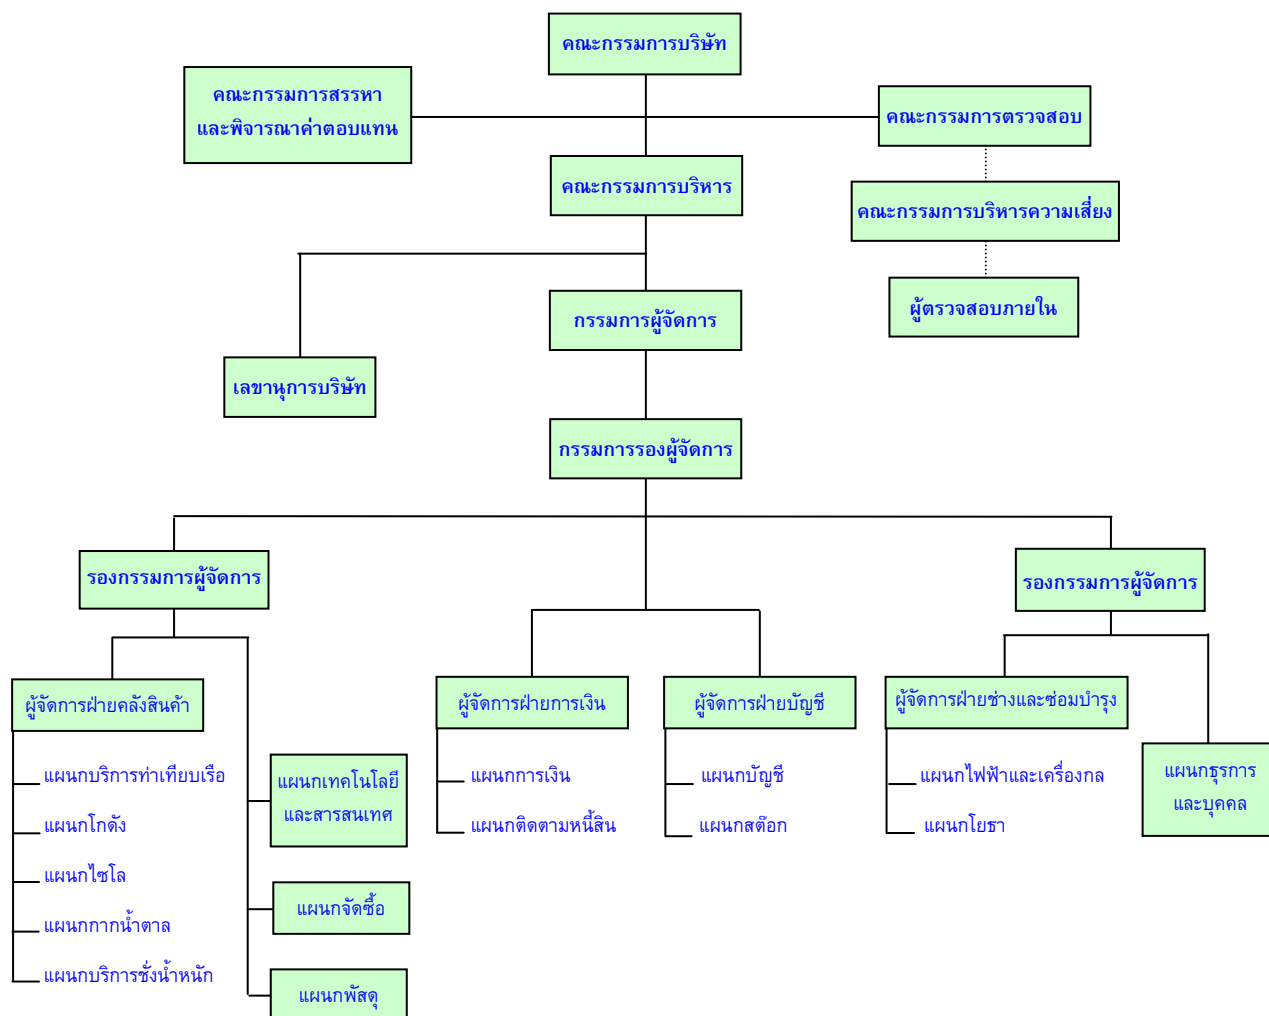 คณะกรรมการบริษัท
คณะกรรมการสรรหา
และพิจารณาค่าตอบแทน
คณะกรรมการตรวจสอบ
คณะกรรมการบริหาร
คณะกรรมการบริหารความเสี่ยง
กรรมการผู้จัดการ
ผู้ตรวจสอบภายใน
เลขานุการบริษัท
กรรมการรองผู้จัดการ
รองกรรมการผู้จัดการ
รองกรรมการผู้จัดการ
ผู้จัดการฝ่ายคลังสินค้า
แผนกบริการท่าเทียบเรือ
แผนกโกดัง
แผนกไซโล
แผนกกากน้ำตาล
แผนกบริการชั่งน้ำหนัก
แผนกเทคโนโลยี
และสารสนเทศ
แผนกจัดซื้อ
แผนกพัสดุ
ผู้จัดการฝ่ายการเงิน
แผนกการเงิน
แผนกติดตามหนี้สิน
ผู้จัดการฝ่ายบัญชี
แผนกบัญชี
แผนกสต๊อก
ผู้จัดการฝ่ายช่างและซ่อมบำรุง
แผนกไฟฟ้าและเครื่องกล
แผนกโยธา
แผนกธุรการ
และบุคคล